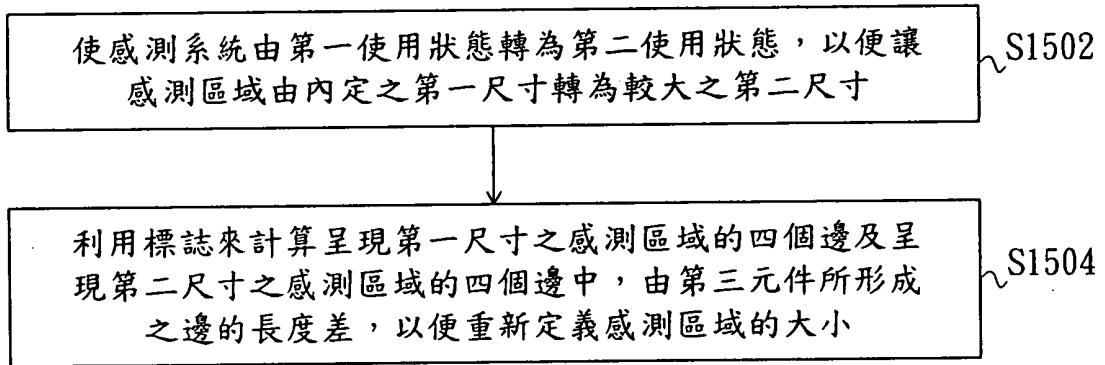 使感測系統由第一使用狀態轉為第二使用狀態，以便讓
感測區域由內定之第一尺寸轉為較大之第二尺寸
S1502
利用標誌來計算呈現第一尺寸之感測區域的四個邊及呈
現第二尺寸之感測區域的四個邊中，由第三元件所形成
之邊的長度差，以便重新定義感測區域的大小
S1504